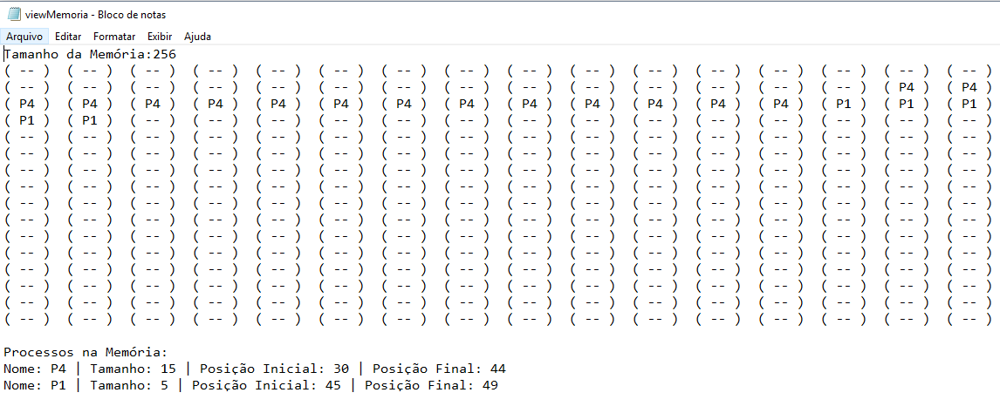 viewMemoria - Bloco de notas
Arquivo Editar Formatar Exibir Ajuda
Tamanho da Memória:256
( -- ) ( -- ) ( -- ) ( -- ) ( -- ) ( -- ) ( -- ) ( -- ) ( -- ) ( -- ) ( -- ) ( -- ) ( -- ) ( -- ) ( -- ) ( -- )
( -- ) ( -- ) ( -- ) ( -- ) ( -- ) ( -- ) ( -- ) ( -- ) ( -- ) ( -- ) ( -- ) ( -- ) ( -- ) ( -- ) ( P4 ) ( P4 )
( P4 ) ( P4 ) ( P4 ) ( P4 ) ( P4 ) ( P4 ) ( P4 ) ( P4 ) ( P4 ) ( P4 ) ( P4 ) ( P4 ) ( P4 ) ( P1 ) ( P1 ) ( P1 )
( P1 ) ( P1 ) ( -- ) ( -- ) ( -- ) ( -- ) ( -- ) ( -- ) ( -- ) ( -- ) ( -- ) ( -- ) ( -- ) ( -- ) ( -- ) ( -- )
( -- ) ( -- ) ( -- ) ( -- ) ( -- ) ( -- ) ( -- ) ( -- ) ( -- ) ( -- ) ( -- ) ( -- ) ( -- ) ( -- ) ( -- ) ( -- )
( -- ) ( -- ) ( -- ) ( -- ) ( -- ) ( -- ) ( -- ) ( -- ) ( -- ) ( -- ) ( -- ) ( -- ) ( -- ) ( -- ) ( -- ) ( -- )
( -- ) ( -- ) ( -- ) ( -- ) ( -- ) ( -- ) ( -- ) ( -- ) ( -- ) ( -- ) ( -- ) ( -- ) ( -- ) ( -- ) ( -- ) ( -- )
( -- ) ( -- ) ( -- ) ( -- ) ( -- ) ( -- ) ( -- ) ( -- ) ( -- ) ( -- ) ( -- ) ( -- ) ( -- ) ( -- ) ( -- ) ( -- )
( -- ) ( -- ) ( -- ) ( -- ) ( -- ) ( -- ) ( -- ) ( -- ) ( -- ) ( -- ) ( -- ) ( -- ) ( -- ) ( -- ) ( -- ) ( -- )
( -- ) ( -- ) ( -- ) ( -- ) ( -- ) ( -- ) ( -- ) ( -- ) ( -- ) ( -- ) ( -- ) ( -- ) ( -- ) ( -- ) ( -- ) ( -- )
( -- ) ( -- ) ( -- ) ( -- ) ( -- ) ( -- ) ( -- ) ( -- ) ( -- ) ( -- ) ( -- ) ( -- ) ( -- ) ( -- ) ( -- ) ( -- )
( -- ) ( -- ) ( -- ) ( -- ) ( -- ) ( -- ) ( -- ) ( -- ) ( -- ) ( -- ) ( -- ) ( -- ) ( -- ) ( -- ) ( -- ) ( -- )
( -- ) ( -- ) ( -- ) ( -- ) ( -- ) ( -- ) ( -- ) ( -- ) ( -- ) ( -- ) ( -- ) ( -- ) ( -- ) ( -- ) ( -- ) ( -- )
( -- ) ( -- ) ( -- ) ( -- ) ( -- ) ( -- ) ( -- ) ( -- ) ( -- ) ( -- ) ( -- ) ( -- ) ( -- ) ( -- ) ( -- ) ( -- )
( -- ) ( -- ) ( -- ) ( -- ) ( -- ) ( -- ) ( -- ) ( -- ) ( -- ) ( -- ) ( -- ) ( -- ) ( -- ) ( -- ) ( -- ) ( -- )
( -- ) ( -- ) ( -- ) ( -- ) ( -- ) ( -- ) ( -- ) ( -- ) ( -- ) ( -- ) ( -- ) ( -- ) ( -- ) ( -- ) ( -- ) ( -- )
Processos na Memória:
Nome: P4 | Tamanho: 15 | Posição Inicial: 30 | Posição Final: 44
Nome: P1 | Tamanho: 5 | Posição Inicial: 45 | Posição Final: 49